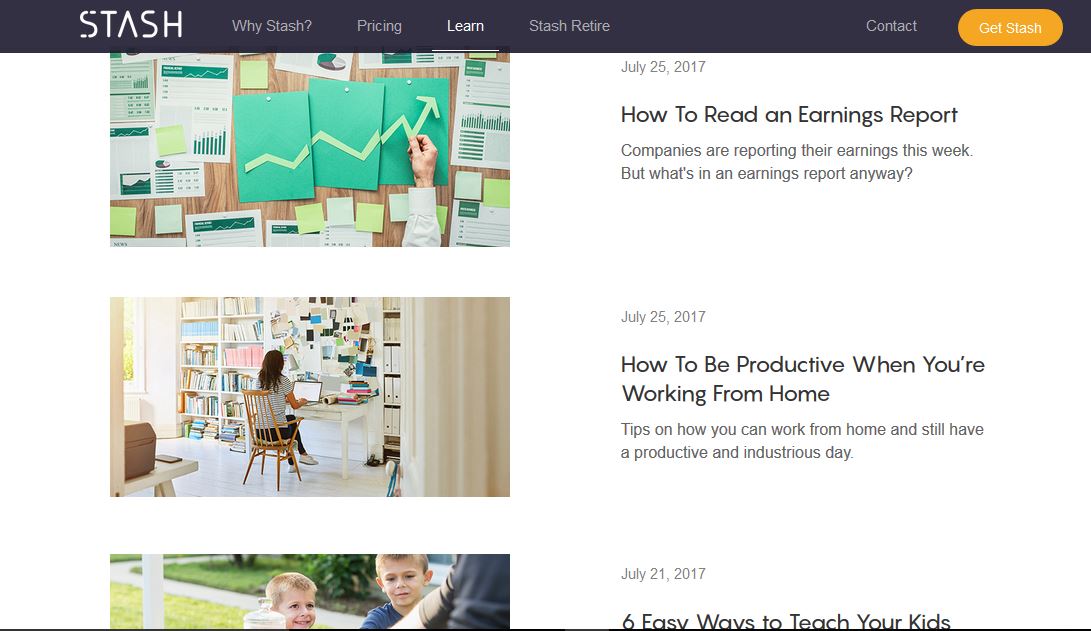 STASH
Why Stash?
Pricing
Learn
Stash Retire
Contact
Get Stash
July 25, 2017
How To Read an Earnings Report
Companies are reporting their earnings this week.
But what's in an earnings report anyway?
NEWS
July 25, 2017
How To Be Productive When You’re
Working From Home
Tips on how you can work from home and still have
a productive and industrious day.
July 21, 2017
6 Easy Ways to Teach Your Kids